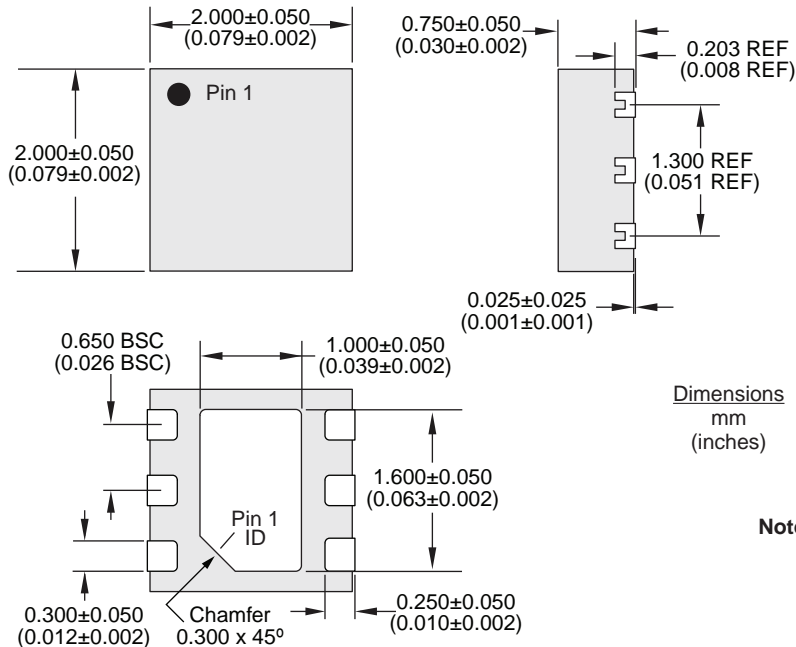 2.000±0.050
(0.079±0.002)
0.750±0.050
(0.030±0.002)
0.203 REF
(0.008 REF)
Pin 1
2.000±0.050
(0.079±0.002)
1.300 REF
(0.051 REF)
0.025±0.025
(0.001±0.001)
0.650 BSC
(0.026 BSC)
1.000±0.050
(0.039±0.002)
Dimensions
mm
(inches)
1.600±0.050
(0.063±0.002)
Pin 1
ID
0.300±0.050
(0.012±0.002)
Chamfer
0.300 x 45º
0.250±0.050
(0.010±0.002)